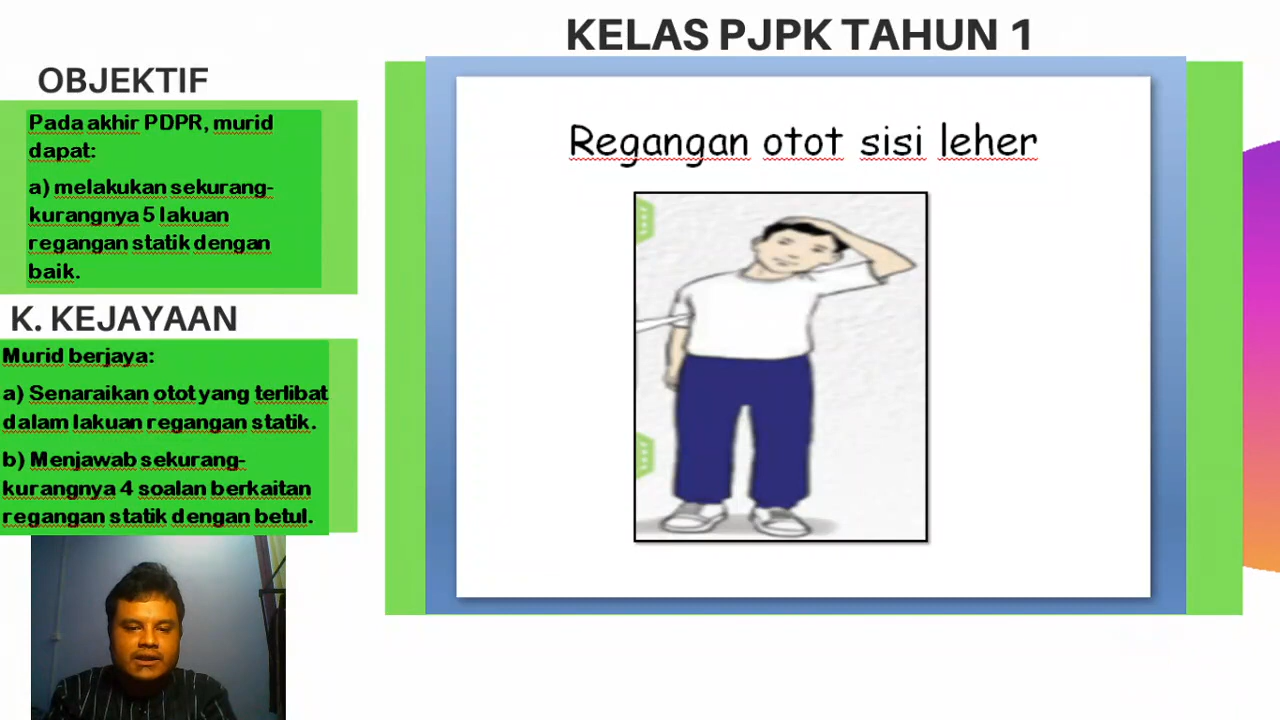 KELAS PJPK TAHUN 1
OBJEKTIF
Pada akhir PDPR, murid
dapat:
a) melakukan sekurang-
kurangnya 5 lakuan
regangan statik dengan
baik.
K. KEJAYAAN
Murid berjaya:
a) Senaraikan otot yang terlibat
dalam lakuan regangan statik.
b) Menjawab sekurang-
kurangnya 4 soalan berkaitan
regangan statik dengan betul.
Regangan otot sisi leher